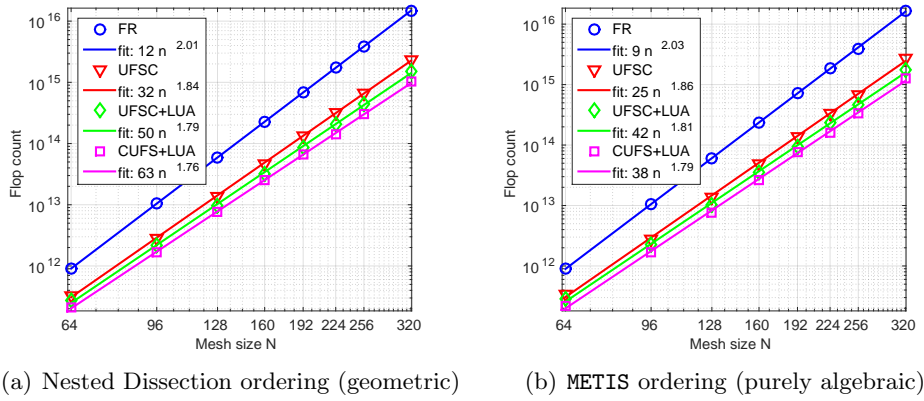 10^16
10^15
10^14
10^13
10^12
Flop count
FR
fit: 12 n^2.01
UFSC
fit: 32 n^1.84
UFSC+LUA
fit: 50 n^1.79
CUFS+LUA
fit: 63 n^1.76
64 96 128 160 192 224 256 320
Mesh size N
(a) Nested Dissection ordering (geometric)
10^16
10^15
10^14
10^13
10^12
Flop count
FR
fit: 9 n^2.03
UFSC
fit: 25 n^1.86
UFSC+LUA
fit: 42 n^1.81
CUFS+LUA
fit: 38 n^1.79
64 96 128 160 192 224 256 320
Mesh size N
(b) METIS ordering (purely algebraic)